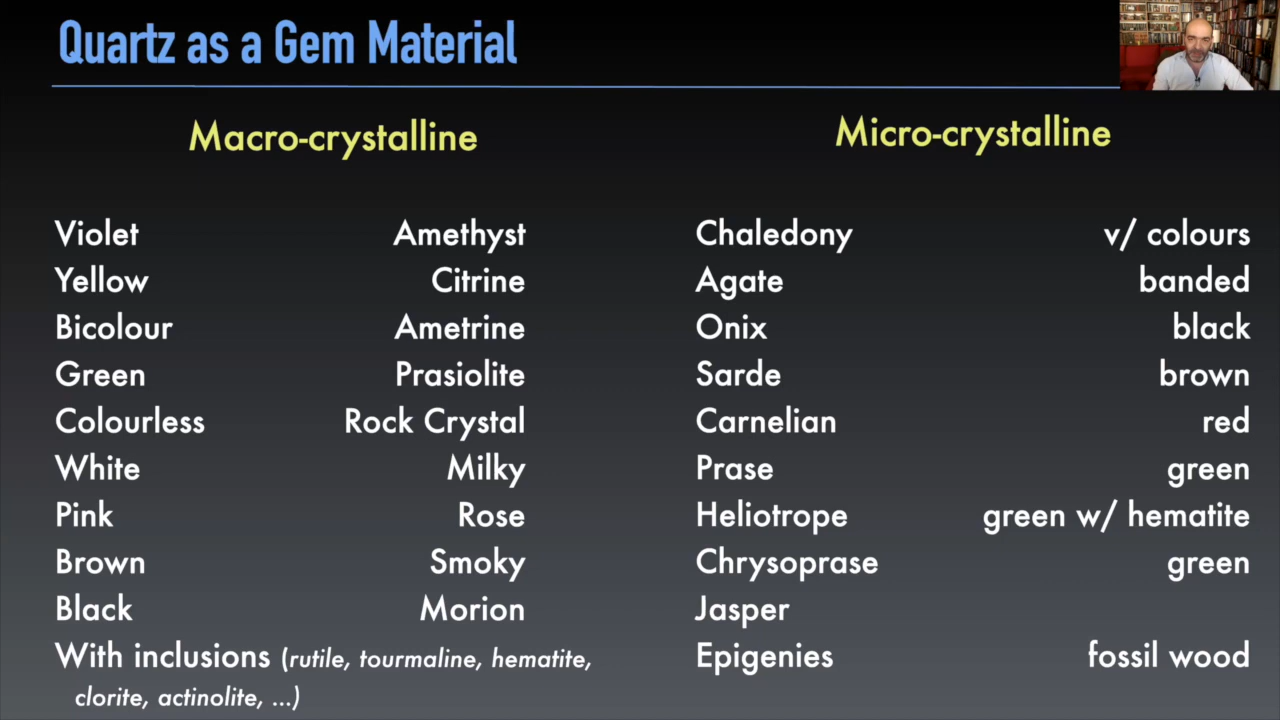 Quartz as a Gem Material
Macro-crystalline
Violet Amethyst
Yellow Citrine
Bicolour Ametrine
Green Prasiolite
Colourless Rock Crystal
White Milky
Pink Rose
Brown Smoky
Black Morion
With inclusions (rutile, tourmaline, hematite,
clorite, actinolite, ...)
Micro-crystalline
Chaledony v/ colours
Agate banded
Onix black
Sarde brown
Carnelian red
Prase green
Heliotrope green w/ hematite
Chrysoprase green
Jasper
Epigenies fossil wood